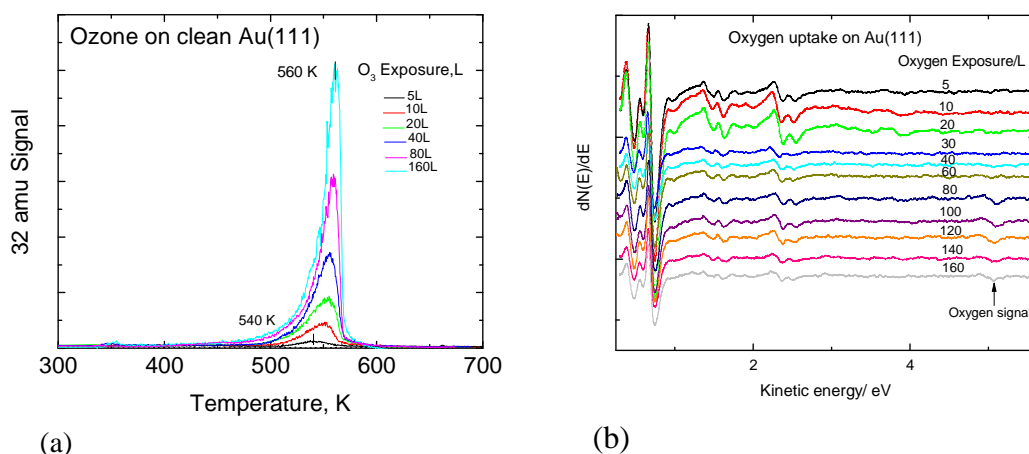 Ozone on clean Au(111)
560 K
O3 Exposure,L
5L
10L
20L
40L
80L
160L
540 K
32 amu Signal
300 400 500 600 700
Temperature, K
(a)
Oxygen uptake on Au(111)
Oxygen Exposure/L
5
10
20
30
40
60
80
100
120
140
160
Oxygen signal
dN(E)/dE
2 4
Kinetic energy/ eV
(b)